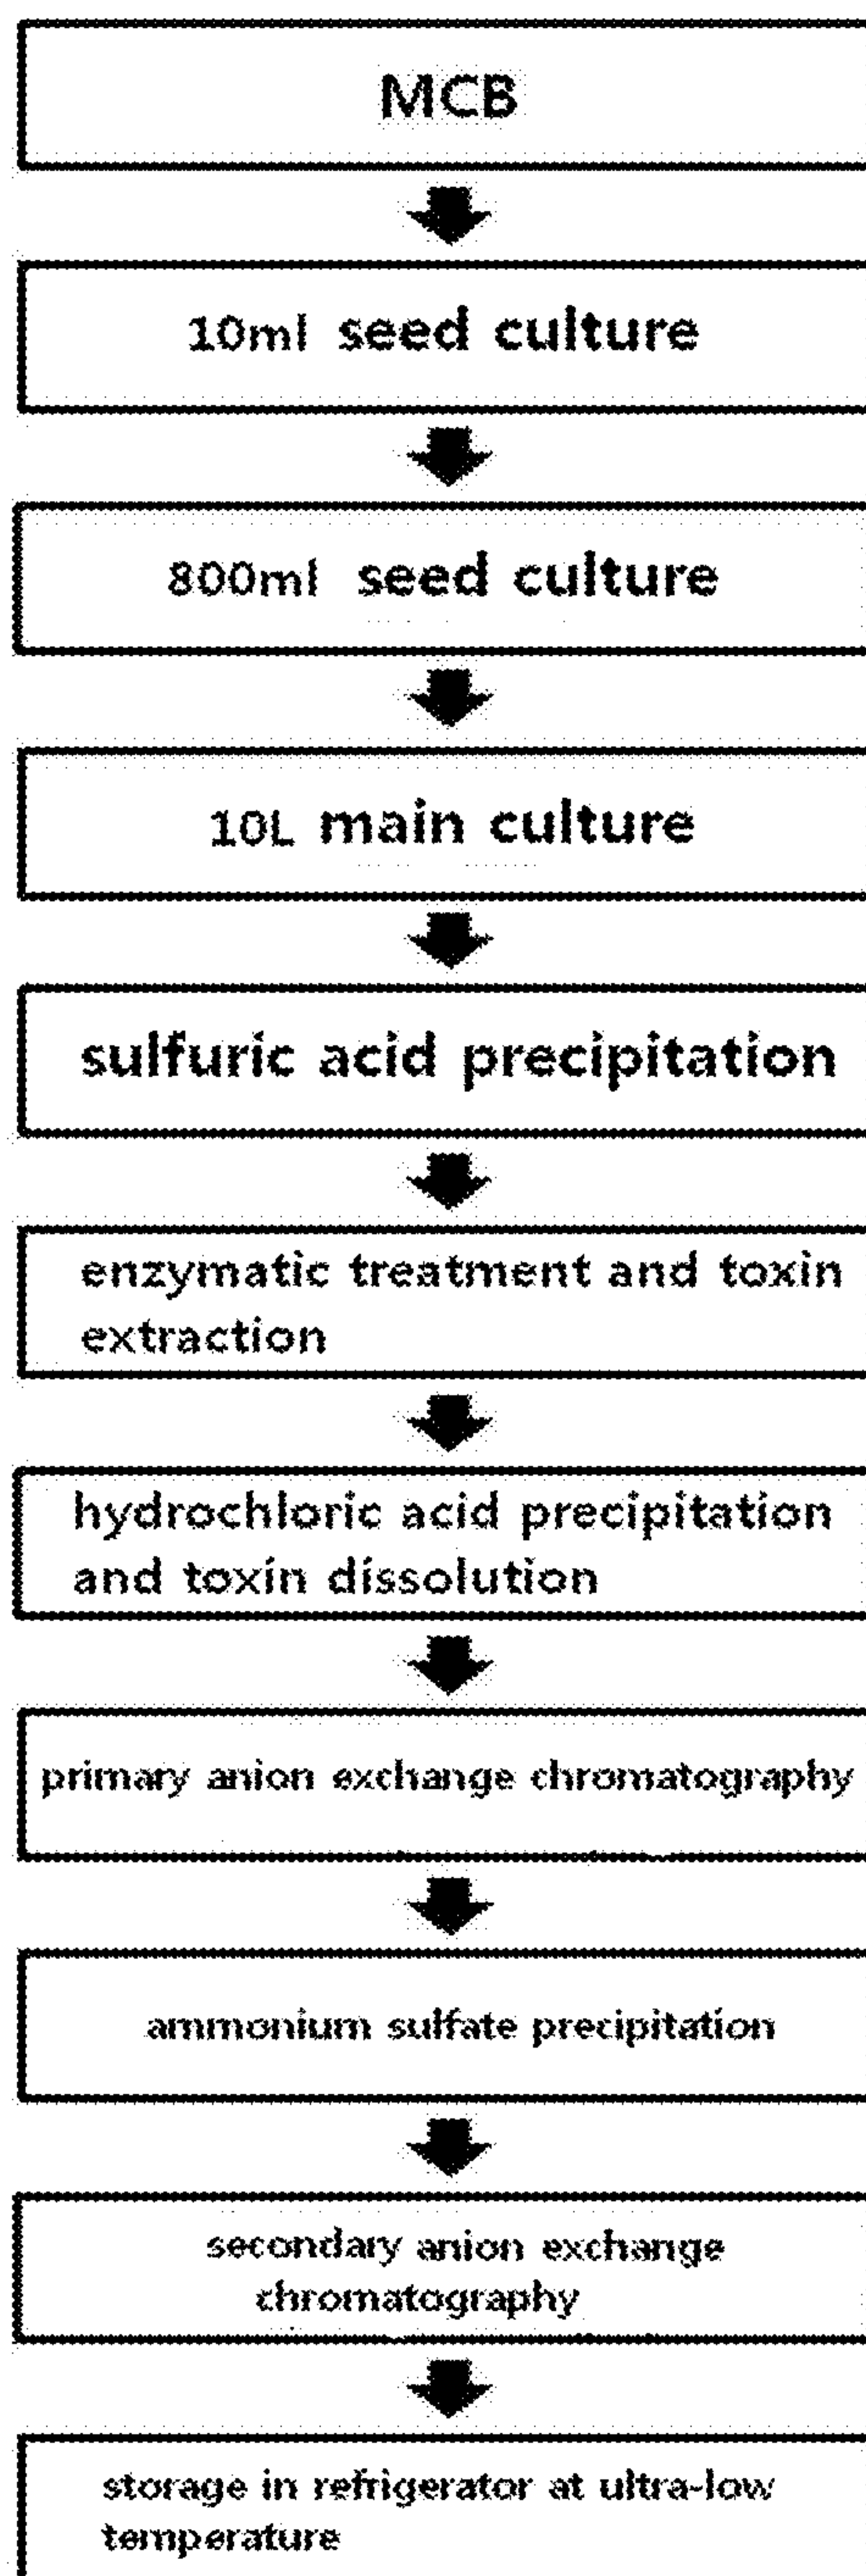 MCB
10ml seed culture
800ml seed culture
10L main culture
sulfuric acid precipitation
enzymatic treatment and toxin
extraction
hydrochloric acid precipitation
and toxin dissolution
primary anion exchange chromatography
ammonium sulfate precipitation
secondary anion exchange
chromatography
storage in refrigerator at ultra-low
temperature